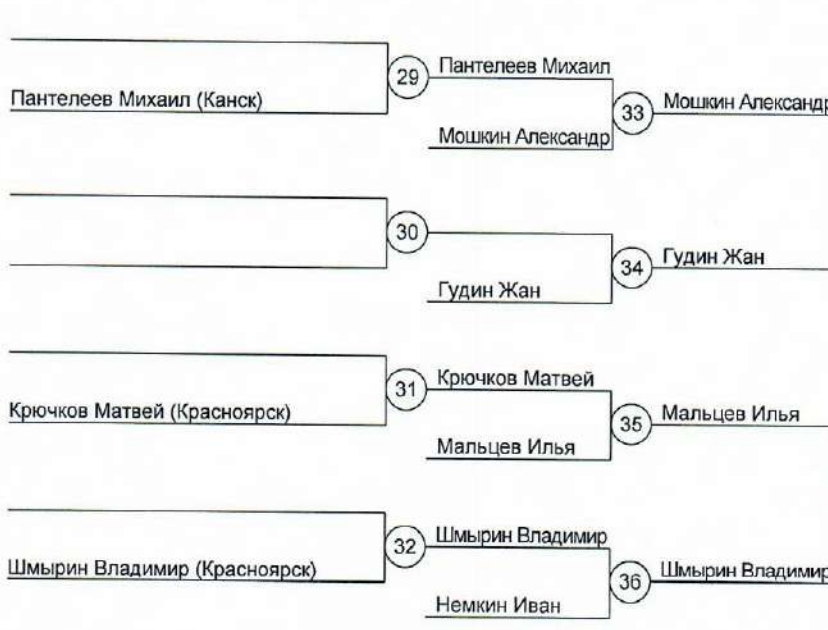 29
Пантелеев Михаил
Пантелеев Михаил (Канск)
33
Мошкин Александр
Мошкин Александр
30
34
Гудин Жан
Гудин Жан
31
Крючков Матвей
Крючков Матвей (Красноярск)
35
Мальцев Илья
Мальцев Илья
32
Шмырин Владимир
Шмырин Владимир (Красноярск)
36
Шмырин Владимир
Немкин Иван